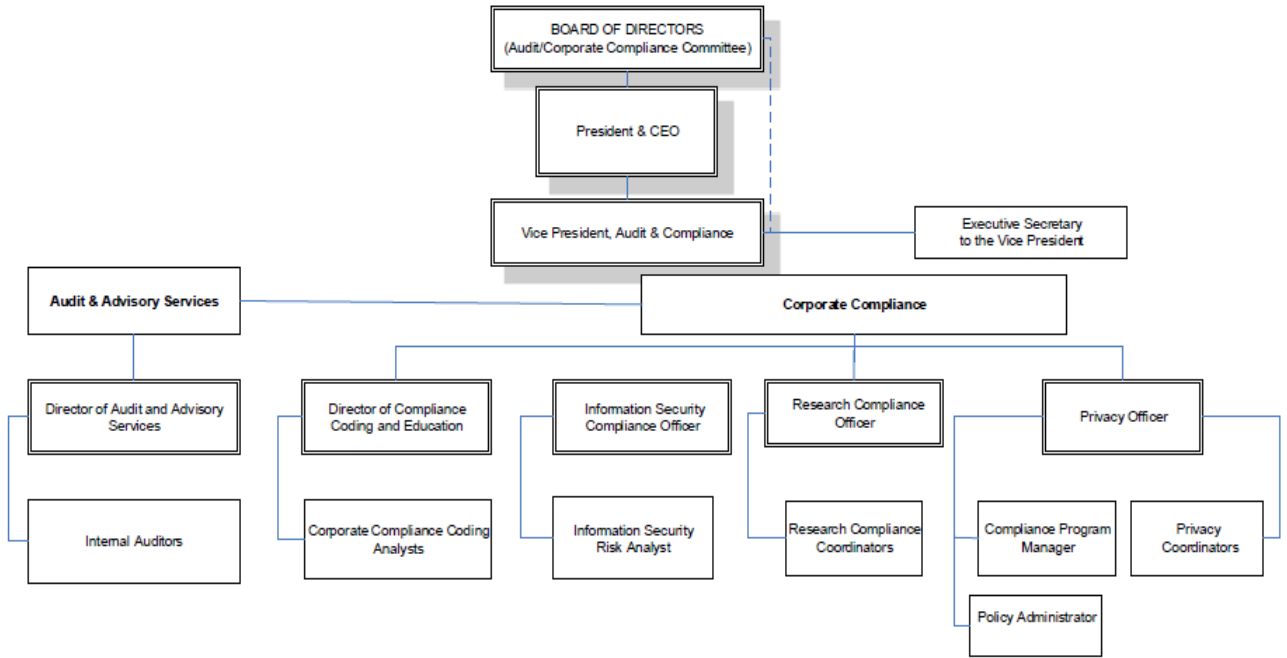 BOARD OF DIRECTORS
(Audit/Corporate Compliance Committee)
President & CEO
Vice President, Audit & Compliance
Executive Secretary
to the Vice President
Audit & Advisory Services
Corporate Compliance
Director of Audit and Advisory
Services
Director of Compliance
Coding and Education
Information Security
Compliance Officer
Research Compliance
Officer
Privacy Officer
Internal Auditors
Corporate Compliance Coding
Analysts
Information Security
Risk Analyst
Research Compliance
Coordinators
Compliance Program
Manager
Privacy
Coordinators
Policy Administrator